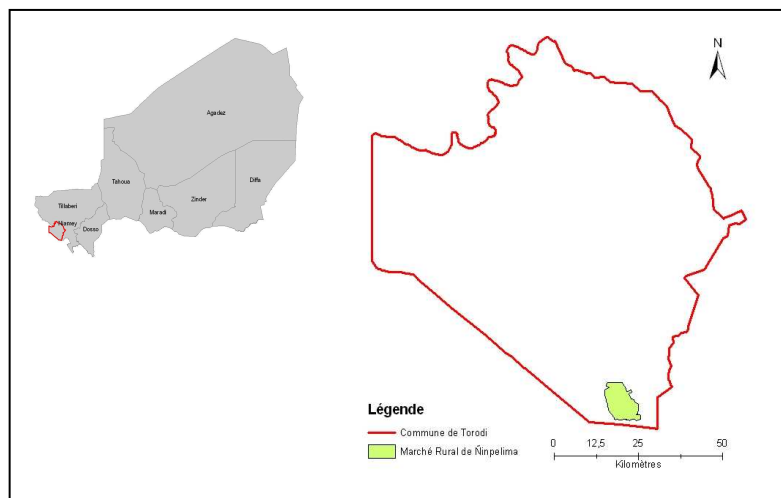 N
Agadez
Tahoua
Diffa
Zinder
Maradi
Tillaberi
Niamey
Dosso
Légende
Commune de Torodi
Marché Rural de Ñinpelima
0 12,5 25 50
Kilomètres